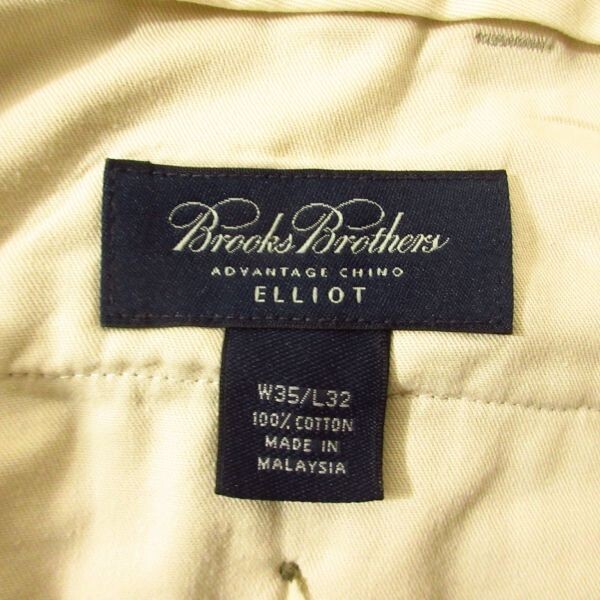 Brooks Brothers
ADVANTAGE CHINO
ELLIOT
W35/L32
100% COTTON
MADE IN
MALAYSIA